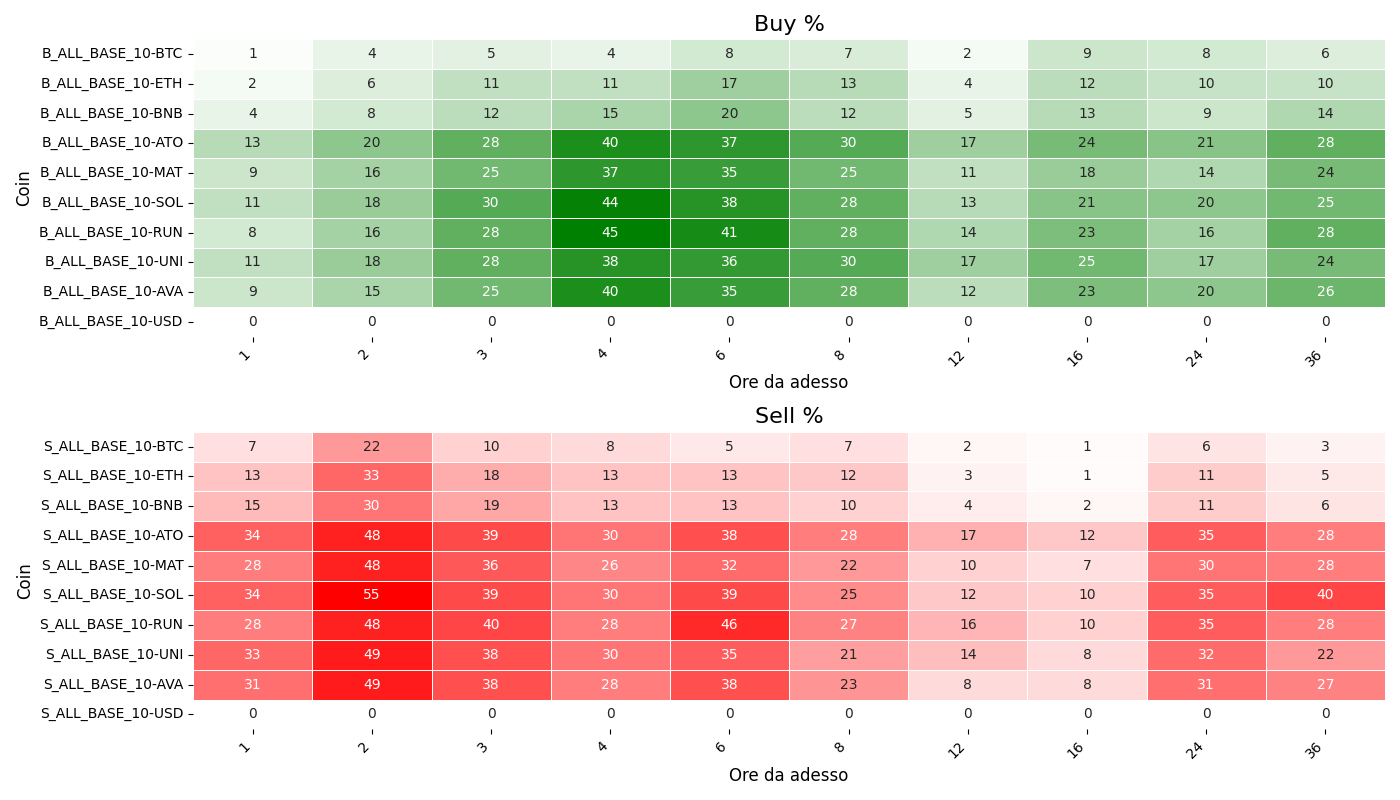 Buy %
Coin
B_ALL_BASE_10-BTC 1 4 5 4 8 7 2 9 8 6
B_ALL_BASE_10-ETH 2 6 11 11 17 13 4 12 10 10
B_ALL_BASE_10-BNB 4 8 12 15 20 12 5 13 9 14
B_ALL_BASE_10-ATO 13 20 28 40 37 30 17 24 21 28
B_ALL_BASE_10-MAT 9 16 25 37 35 25 11 18 14 24
B_ALL_BASE_10-SOL 11 18 30 44 38 28 13 21 20 25
B_ALL_BASE_10-RUN 8 16 28 45 41 28 14 23 16 28
B_ALL_BASE_10-UNI 11 18 28 38 36 30 17 25 17 24
B_ALL_BASE_10-AVA 9 15 25 40 35 28 12 23 20 26
B_ALL_BASE_10-USD 0 0 0 0 0 0 0 0 0 0
1 2 3 4 6 8 12 16 24 36
Ore da adesso
Sell %
Coin
S_ALL_BASE_10-BTC 7 22 10 8 5 7 2 1 6 3
S_ALL_BASE_10-ETH 13 33 18 13 13 12 3 1 11 5
S_ALL_BASE_10-BNB 15 30 19 13 13 10 4 2 11 6
S_ALL_BASE_10-ATO 34 48 39 30 38 28 17 12 35 28
S_ALL_BASE_10-MAT 28 48 36 26 32 22 10 7 30 28
S_ALL_BASE_10-SOL 34 55 39 30 39 25 12 10 35 40
S_ALL_BASE_10-RUN 28 48 40 28 46 27 16 10 35 28
S_ALL_BASE_10-UNI 33 49 38 30 35 21 14 8 32 22
S_ALL_BASE_10-AVA 31 49 38 28 38 23 8 8 31 27
S_ALL_BASE_10-USD 0 0 0 0 0 0 0 0 0 0
1 2 3 4 6 8 12 16 24 36
Ore da adesso